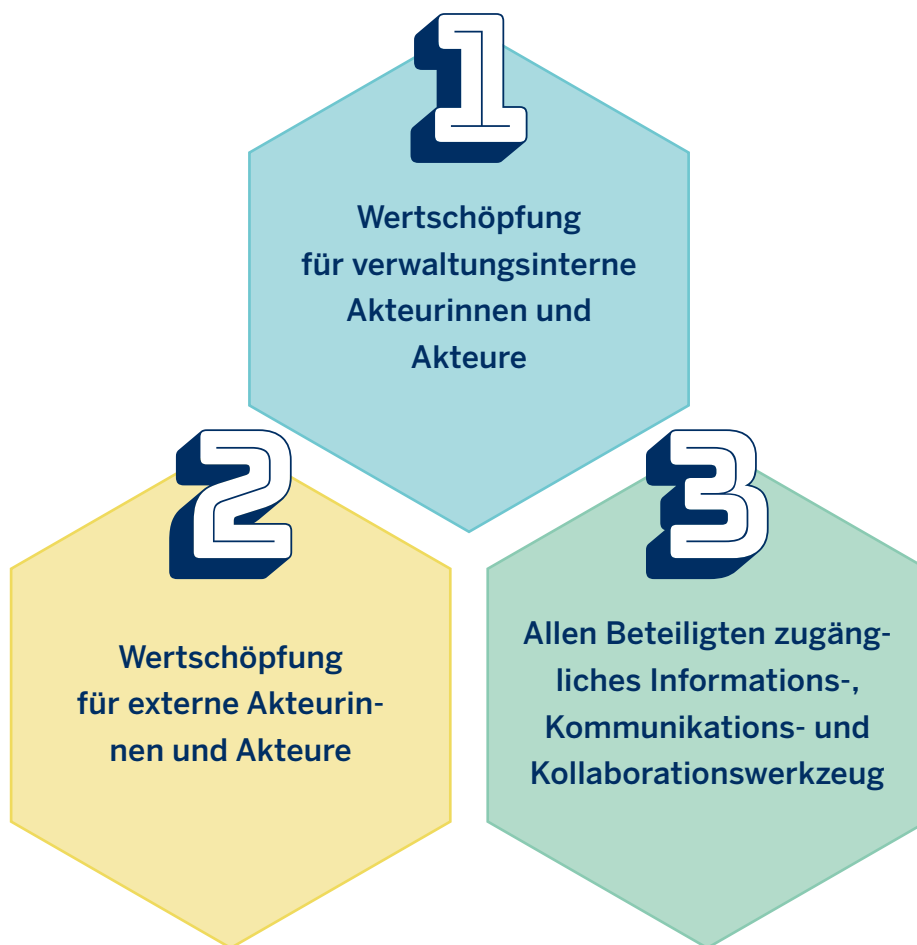 1
Wertschöpfung
für verwaltungsinterne
Akteurinnen und
Akteure
2
Wertschöpfung
für externe Akteurin-
nen und Akteure
3
Allen Beteiligten zugäng-
liches Informations-,
Kommunikations- und
Kollaborationswerkzeug